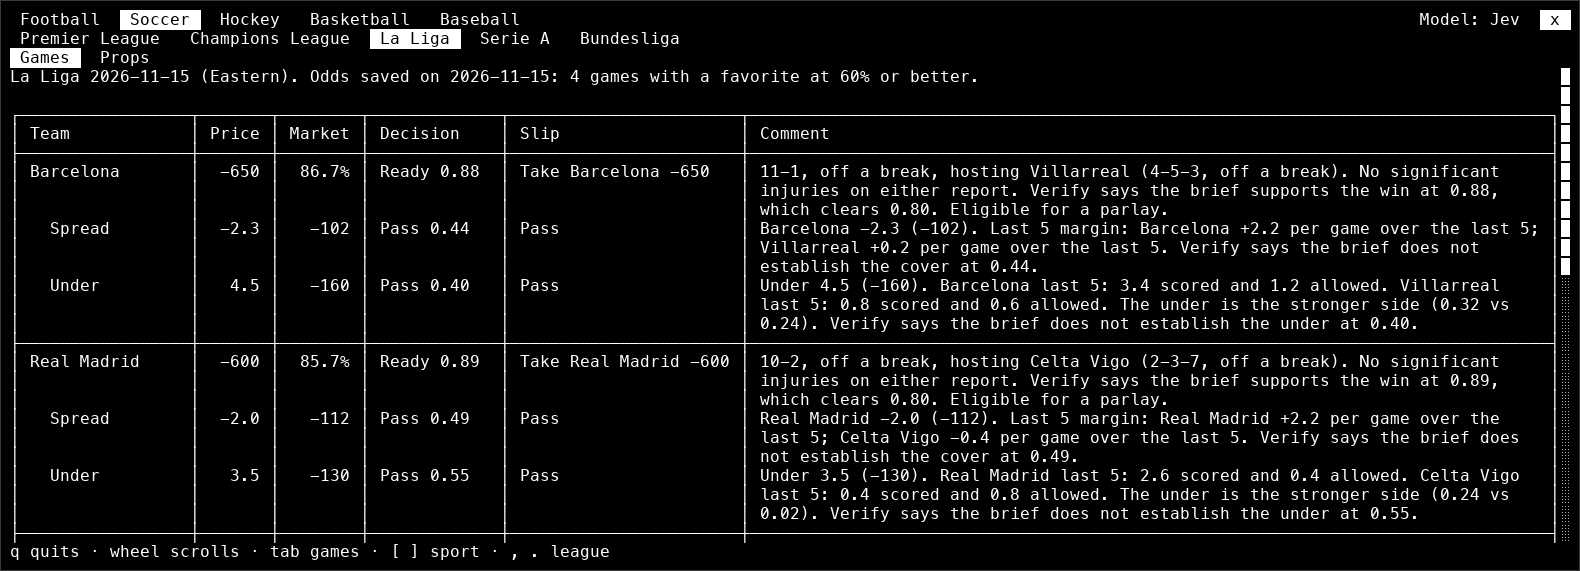 Football Soccer Hockey Basketball Baseball Model: Jev x
Premier League Champions League La Liga Serie A Bundesliga
Games Props
La Liga 2026-11-15 (Eastern). Odds saved on 2026-11-15: 4 games with a favorite at 60% or better.
Team Price Market Decision Slip Comment
Barcelona -650 86.7% Ready 0.88 Take Barcelona -650 11-1, off a break, hosting Villarreal (4-5-3, off a break). No significant
injuries on either report. Verify says the brief supports the win at 0.88,
which clears 0.80. Eligible for a parlay.
Spread -2.3 -102 Pass 0.44 Pass Barcelona -2.3 (-102). Last 5 margin: Barcelona +2.2 per game over the last 5;
Villarreal +0.2 per game over the last 5. Verify says the brief does not
establish the cover at 0.44.
Under 4.5 -160 Pass 0.40 Pass Under 4.5 (-160). Barcelona last 5: 3.4 scored and 1.2 allowed. Villarreal
last 5: 0.8 scored and 0.6 allowed. The under is the stronger side (0.32 vs
0.24). Verify says the brief does not establish the under at 0.40.
Real Madrid -600 85.7% Ready 0.89 Take Real Madrid -600 10-2, off a break, hosting Celta Vigo (2-3-7, off a break). No significant
injuries on either report. Verify says the brief supports the win at 0.89,
which clears 0.80. Eligible for a parlay.
Spread -2.0 -112 Pass 0.49 Pass Real Madrid -2.0 (-112). Last 5 margin: Real Madrid +2.2 per game over the
last 5; Celta Vigo -0.4 per game over the last 5. Verify says the brief does
not establish the cover at 0.49.
Under 3.5 -130 Pass 0.55 Pass Under 3.5 (-130). Real Madrid last 5: 2.6 scored and 0.4 allowed. Celta Vigo
last 5: 0.4 scored and 0.8 allowed. The under is the stronger side (0.24 vs
0.02). Verify says the brief does not establish the under at 0.55.
q quits · wheel scrolls · tab games · [ ] sport · , . league